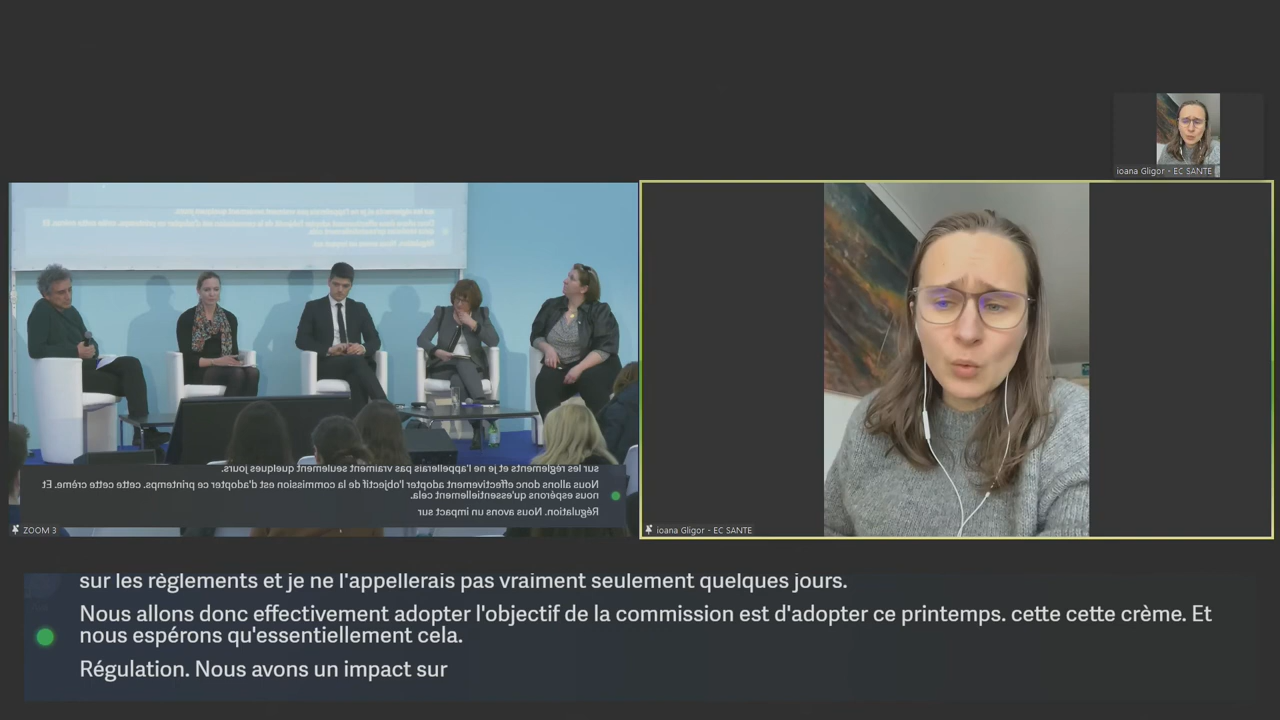 ioana Gligor - EC SANTE
sur les règlements et je ne l'appellerais pas vraiment seulement quelques jours.
Nous allons donc effectivement adopter l'objectif de la commission est d'adopter ce printemps. cette cette crème. Et
nous espérons qu'essentiellement cela.
Régulation. Nous avons un impact sur
ZOOM 3
ioana Gligor - EC SANTE
sur les règlements et je ne l'appellerais pas vraiment seulement quelques jours.
Nous allons donc effectivement adopter l'objectif de la commission est d'adopter ce printemps. cette cette crème. Et
nous espérons qu'essentiellement cela.
Régulation. Nous avons un impact sur